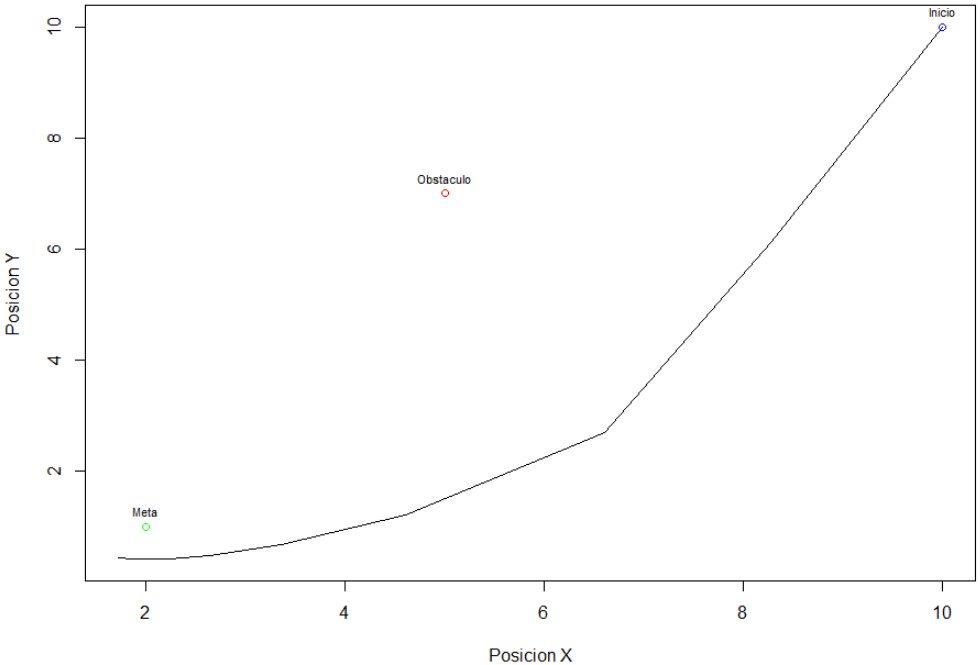 Inicio
Obstaculo
Meta
Posicion Y
10
8
6
4
2
2 4 6 8 10
Posicion X